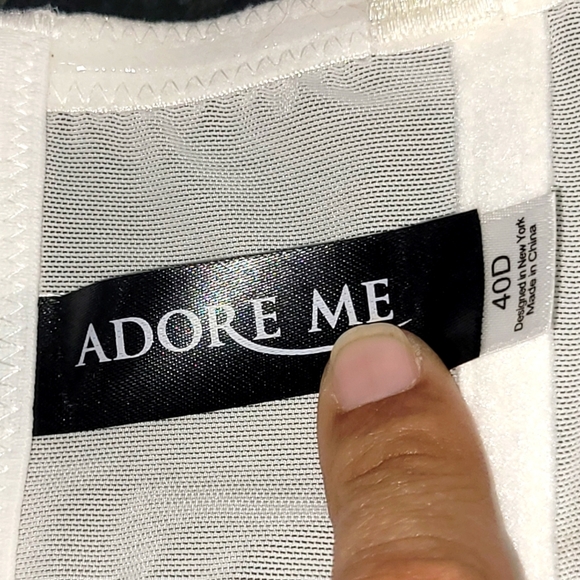 ADORE ME
40D
Designed in New York
Made in China